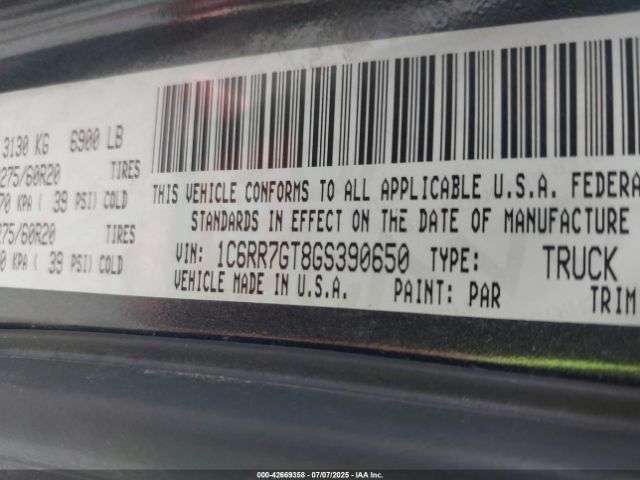 3130 KG 6900 LB
275/60R20 TIRES
70 KPA ( 39 PSI) COLD
275/60R20 TIRES
0 KPA ( 39 PSI) COLD
THIS VEHICLE CONFORMS TO ALL APPLICABLE U.S.A. FEDERA
STANDARDS IN EFFECT ON THE DATE OF MANUFACTURE
VIN: 1C6RR7GT8GS390650 TYPE: TRUCK
VEHICLE MADE IN U.S.A. PAINT: PAR TRIM
000-42669358 - 07/07/2025 - IAA Inc.